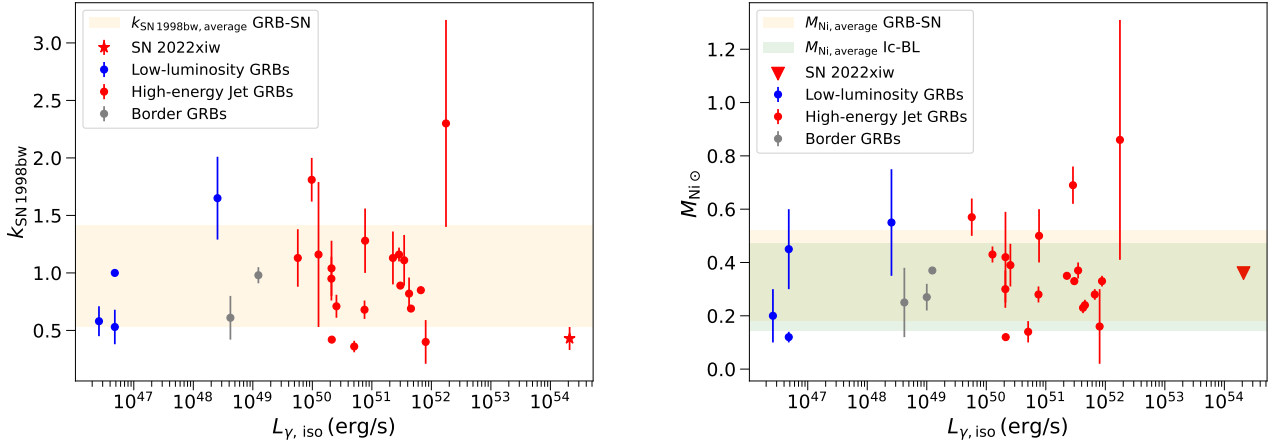 k_SN 1998bw, average GRB-SN
SN 2022xiw
Low-luminosity GRBs
High-energy Jet GRBs
Border GRBs
k_SN 1998bw
3.0
2.5
2.0
1.5
1.0
0.5
10^47 10^48 10^49 10^50 10^51 10^52 10^53 10^54
L_γ, iso (erg/s)
M_Ni, average GRB-SN
M_Ni, average Ic-BL
SN 2022xiw
Low-luminosity GRBs
High-energy Jet GRBs
Border GRBs
M_Ni⊙
1.2
1.0
0.8
0.6
0.4
0.2
0.0
10^47 10^48 10^49 10^50 10^51 10^52 10^53 10^54
L_γ, iso (erg/s)